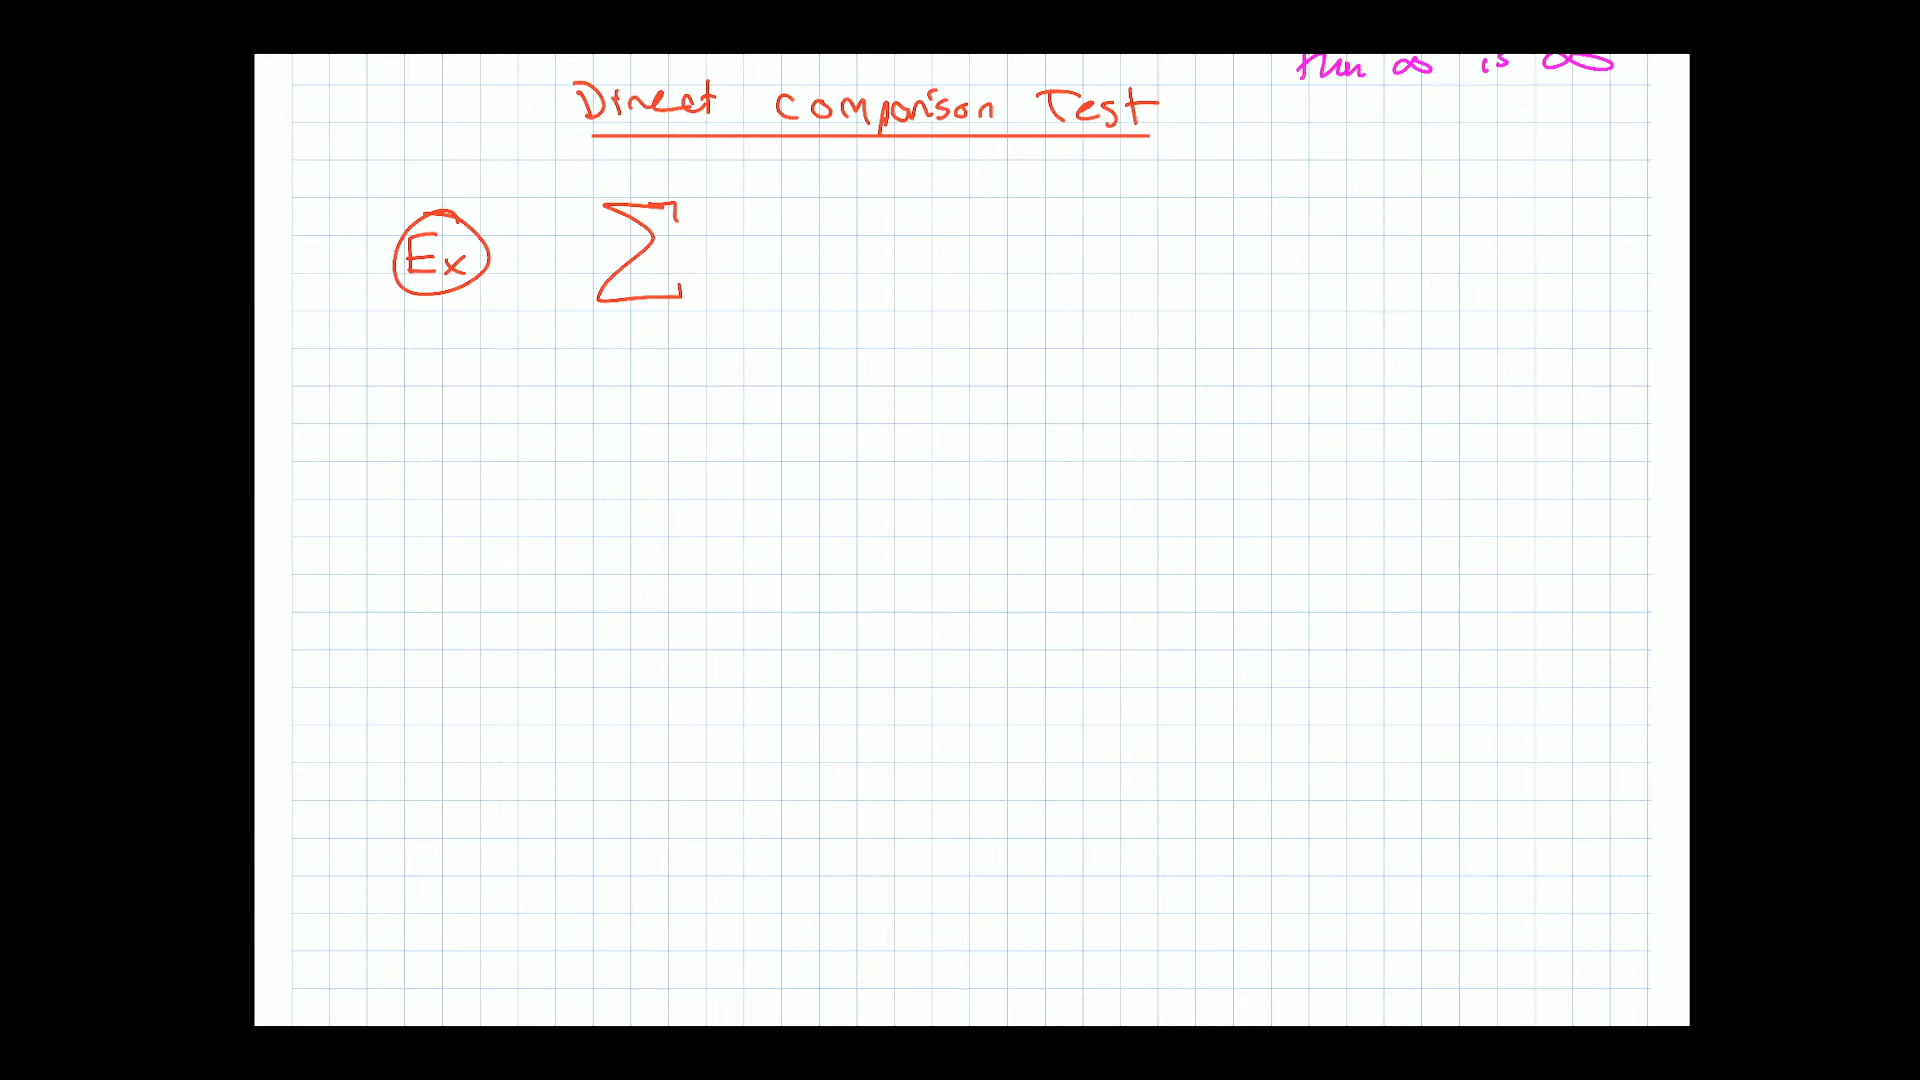 then ∞ is ∞
Direct Comparison Test
Ex ∑